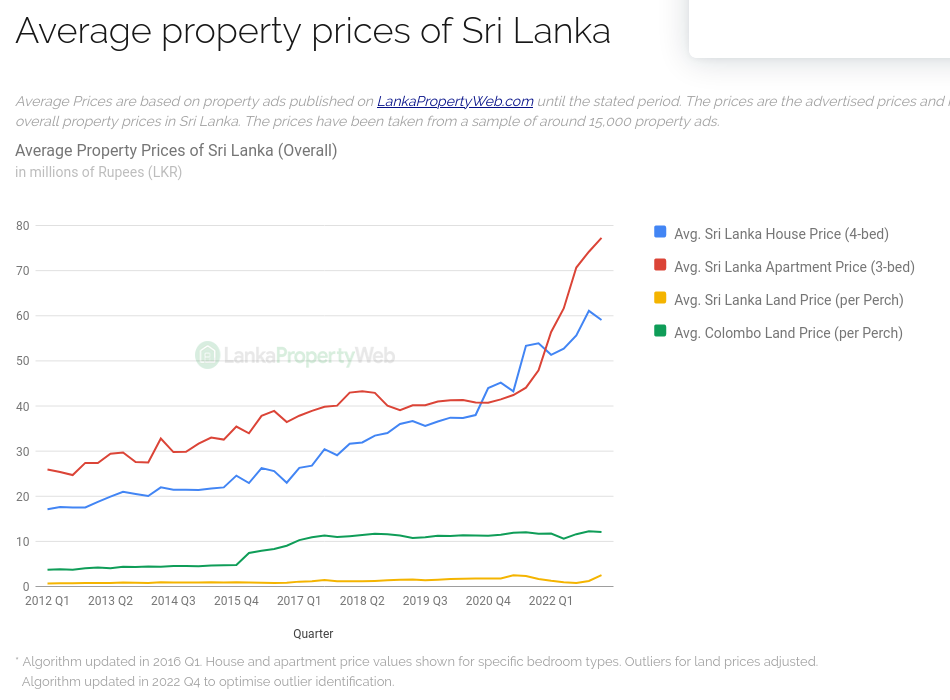 Average property prices of Sri Lanka
Average Prices are based on property ads published on LankaPropertyWeb.com until the stated period. The prices are the advertised prices and
overall property prices in Sri Lanka. The prices have been taken from a sample of around 15,000 property ads.
Average Property Prices of Sri Lanka (Overall)
in millions of Rupees (LKR)
80
70
60
50
40
30
20
10
0
LankaPropertyWeb
Avg. Sri Lanka House Price (4-bed)
Avg. Sri Lanka Apartment Price (3-bed)
Avg. Sri Lanka Land Price (per Perch)
Avg. Colombo Land Price (per Perch)
2012 Q1 2013 Q2 2014 Q3 2015 Q4 2017 Q1 2018 Q2 2019 Q3 2020 Q4 2022 Q1
Quarter
* Algorithm updated in 2016 Q1. House and apartment price values shown for specific bedroom types. Outliers for land prices adjusted.
Algorithm updated in 2022 Q4 to optimise outlier identification.